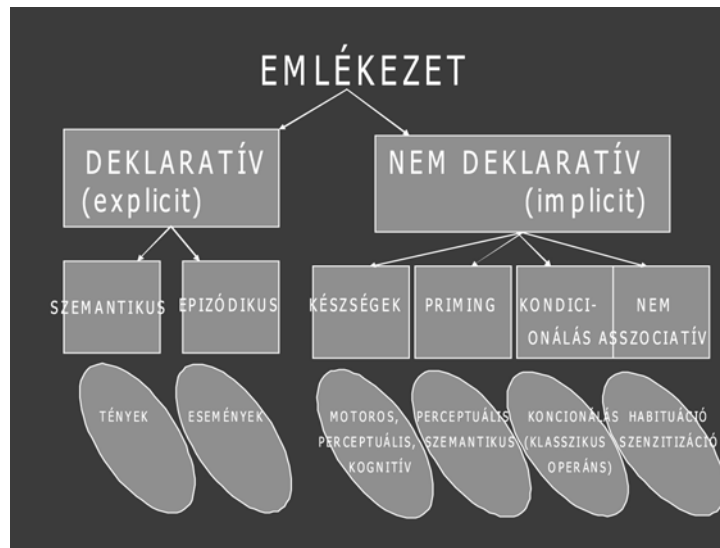 EMLÉKEZET
DEKLARATÍV
(explicit)
NEM DEKLARATÍV
(implicit)
SZEMANTIKUS
EPIZÓDIKUS
KÉSZSÉGEK
PRIMING
KONDICI-
ONÁLÁS
NEM
ASSZOCIATÍV
TÉNYEK
ESEMÉNYEK
MOTOROS,
PERCEPTUÁLIS,
KOGNITÍV
PERCEPTUÁLIS
SZEMANTIKUS
KONCIONÁLÁS
(KLASSZIKUS
OPERÁNS)
HABITUÁCIÓ
SZENZITIZÁCIÓ